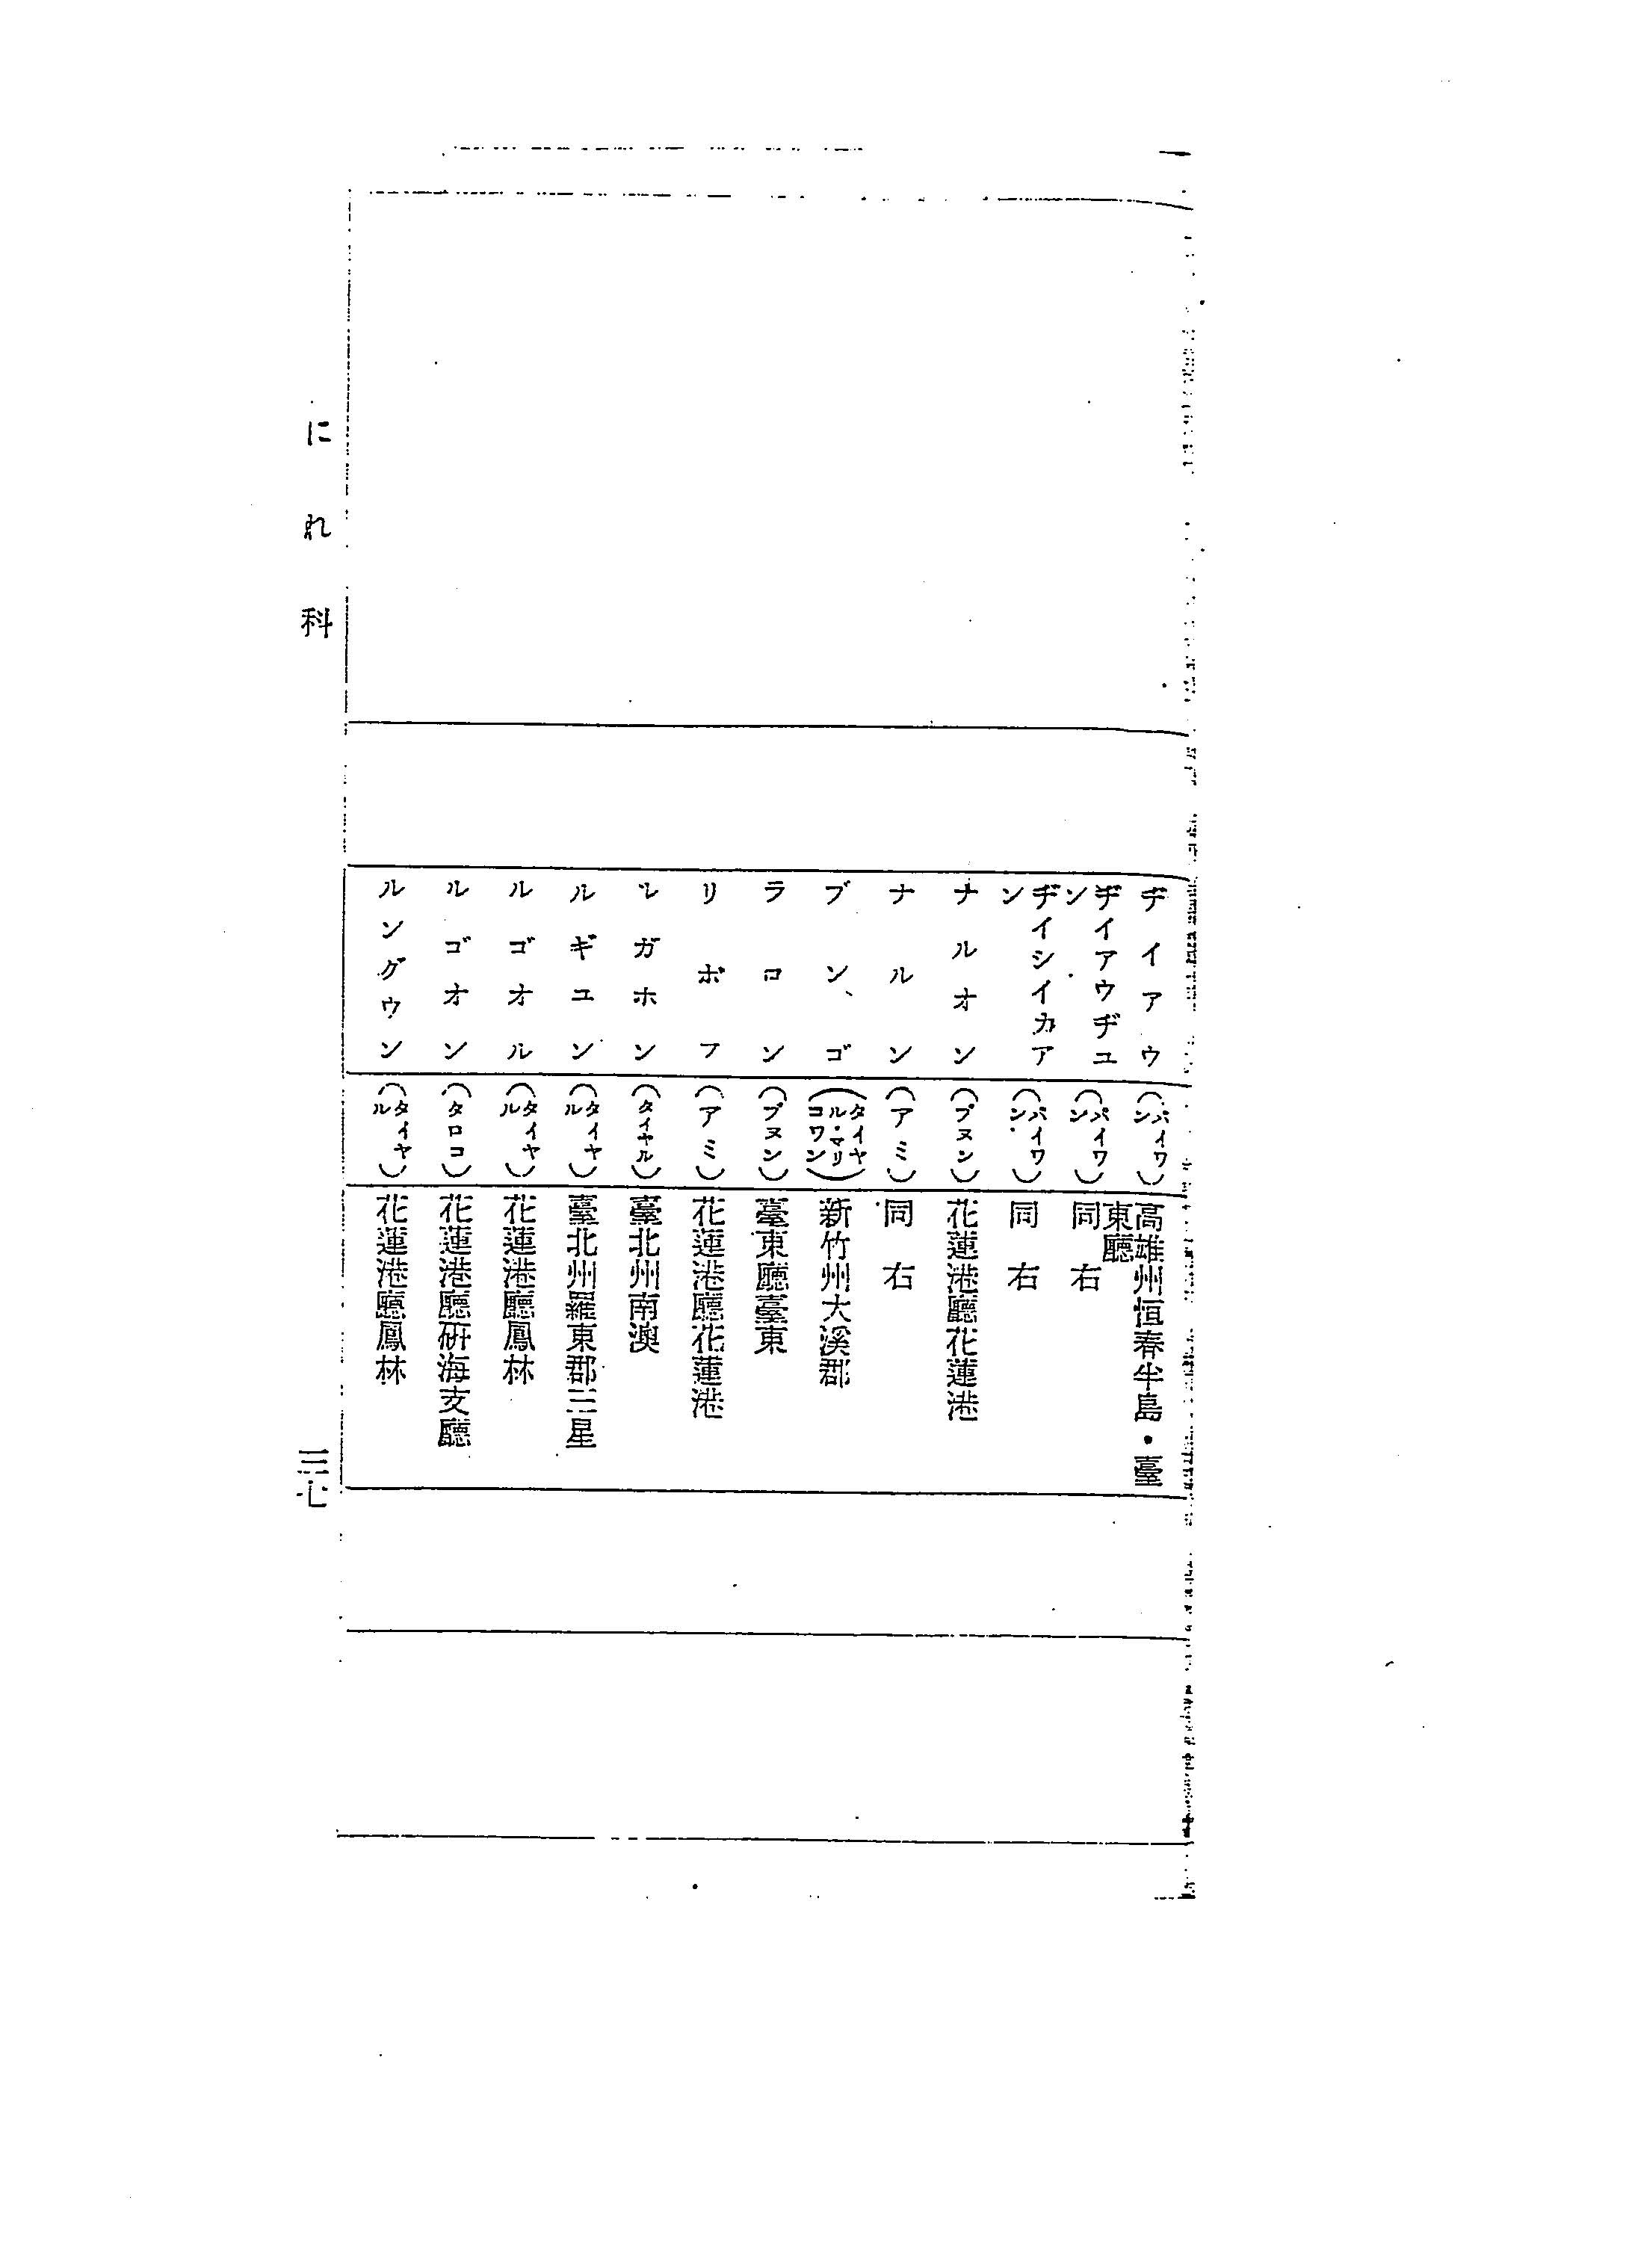 ヂイアウ（パイワン）高雄州恒春半島・臺東廳
ヂイアウヂユン（パイワン）同右
ヂイシイカアン（パイワン）同右
ナルオン（ブヌン）花蓮港廳花蓮港
ナルン（アミ）同右
ブン、ゴ（タイヤル・マリコワン）新竹州大溪郡
ラロン（ブヌン）臺東廳臺東
リボフ（アミ）花蓮港廳花蓮港
レガホン（タイヤル）臺北州南澳
ルギユン（タイヤル）臺北州羅東郡三星
ルゴオル（タイヤル）花蓮港廳鳳林
ルゴオン（タロコ）花蓮港廳研海支廳
ルングウン（タイヤル）花蓮港廳鳳林
にれ科
三七